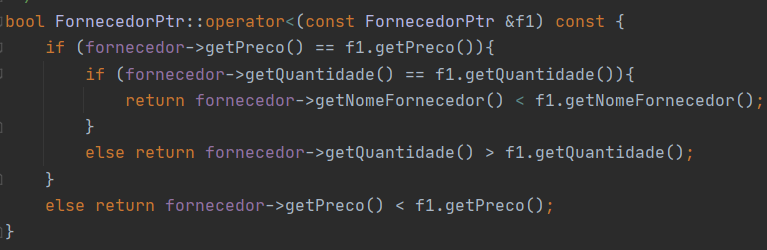 bool FornecedorPtr::operator<(const FornecedorPtr &f1) const {
    if (fornecedor->getPreco() == f1.getPreco()){
        if (fornecedor->getQuantidade() == f1.getQuantidade()){
            return fornecedor->getNomeFornecedor() < f1.getNomeFornecedor();
        }
        else return fornecedor->getQuantidade() > f1.getQuantidade();
    }
    else return fornecedor->getPreco() < f1.getPreco();
}